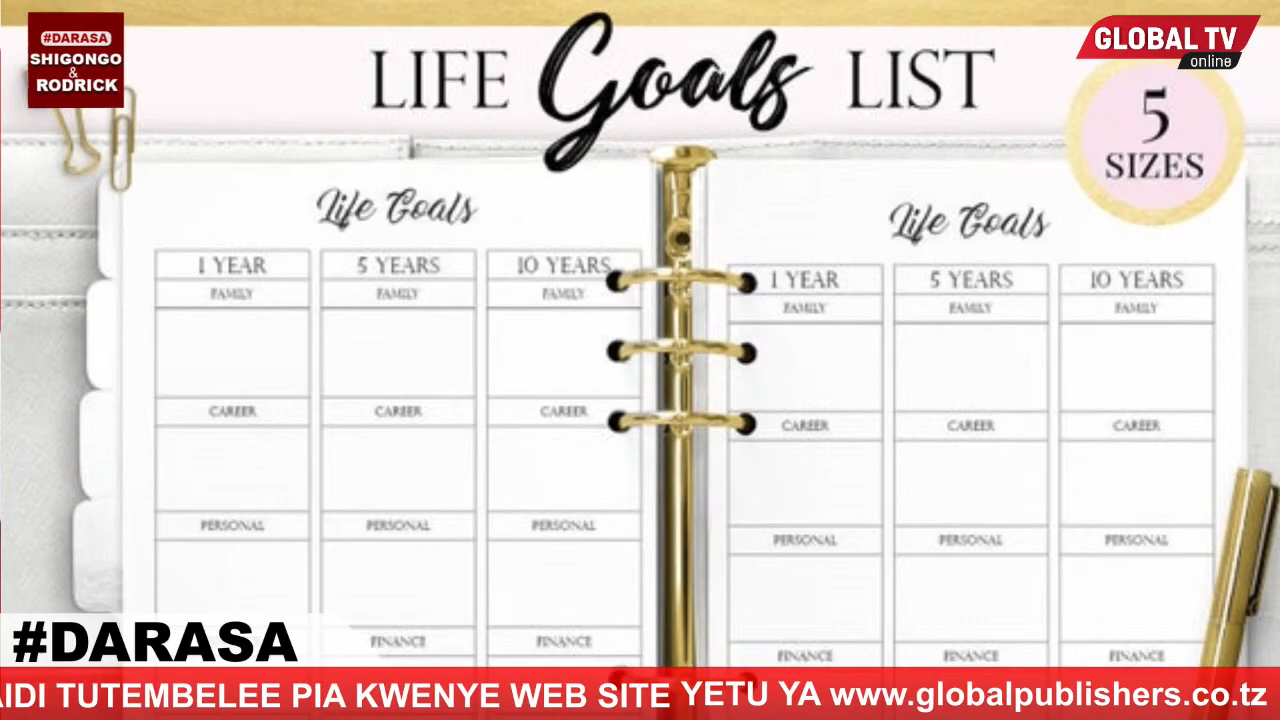 #DARASA
SHIGONGO
&
RODRICK
LIFE Goals LIST
GLOBAL TV
online
5
SIZES
Life Goals
1 YEAR 5 YEARS 10 YEARS
FAMILY FAMILY FAMILY
CAREER CAREER CAREER
PERSONAL PERSONAL PERSONAL
FINANCE FINANCE
Life Goals
1 YEAR 5 YEARS 10 YEARS
FAMILY FAMILY FAMILY
CAREER CAREER CAREER
PERSONAL PERSONAL PERSONAL
FINANCE FINANCE FINANCE
#DARASA
TUTEMBELEE PIA KWENYE WEB SITE YETU YA www.globalpublishers.co.tz